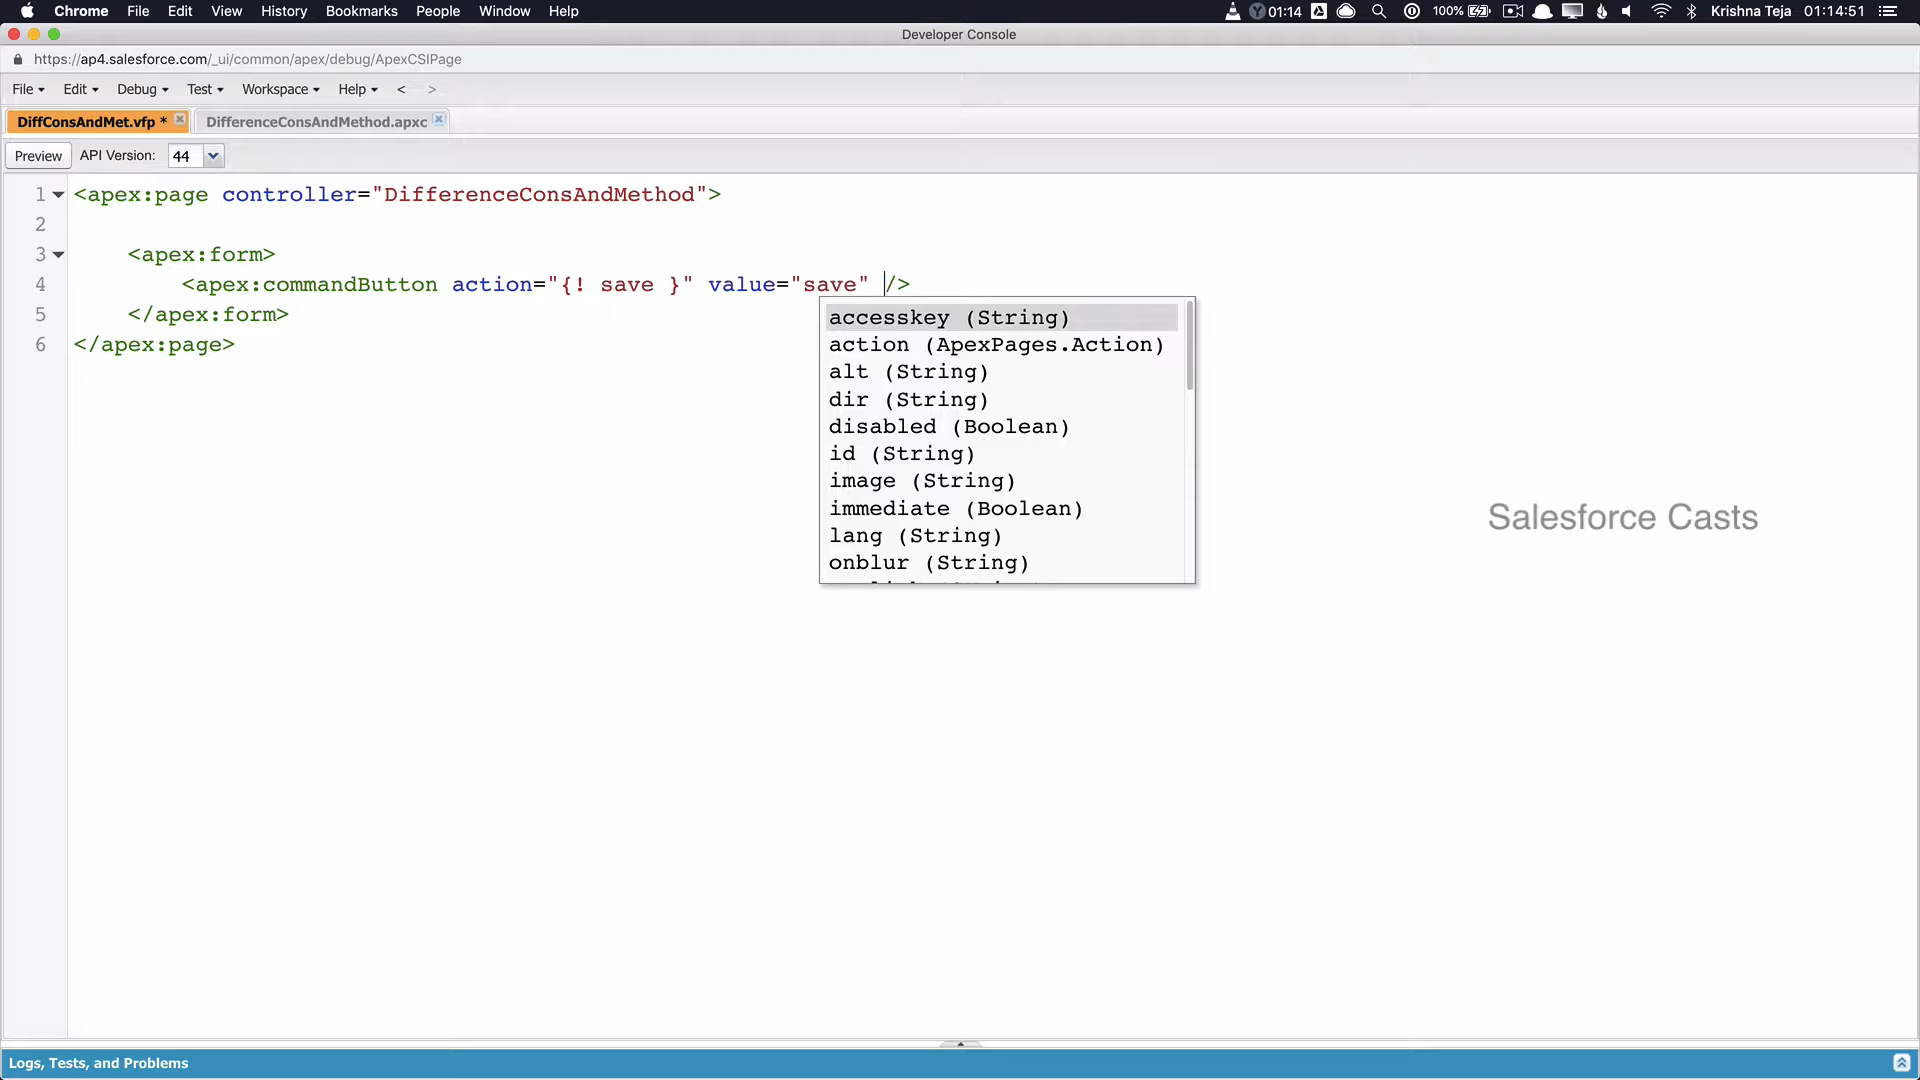 Chrome File Edit View History Bookmarks People Window Help 01:14 100% Krishna Teja 01:14:51
Developer Console
https://ap4.salesforce.com/_ui/common/apex/debug/ApexCSIPage
File Edit Debug Test Workspace Help < >
DiffConsAndMet.vfp * DifferenceConsAndMethod.apxc
Preview API Version: 44
1 <apex:page controller="DifferenceConsAndMethod">
2
3 <apex:form>
4 <apex:commandButton action="{! save }" value="save" />
5 </apex:form>
6 </apex:page>
accesskey (String)
action (ApexPages.Action)
alt (String)
dir (String)
disabled (Boolean)
id (String)
image (String)
immediate (Boolean)
lang (String)
onblur (String)
Salesforce Casts
Logs, Tests, and Problems